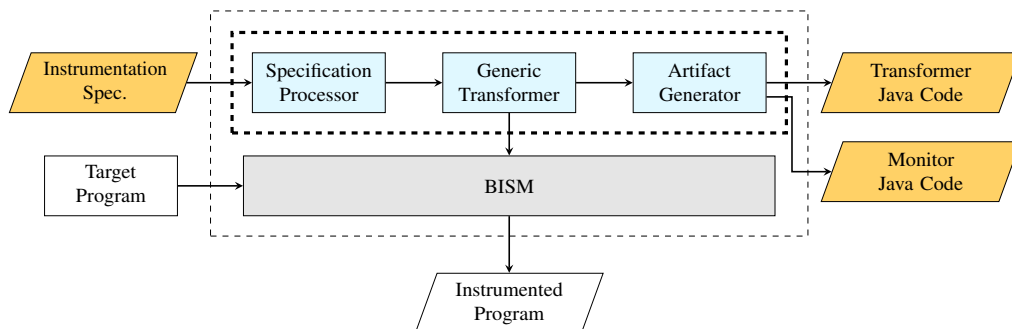 Instrumentation
Spec.
Specification
Processor
Generic
Transformer
Artifact
Generator
Transformer
Java Code
Target
Program
BISM
Monitor
Java Code
Instrumented
Program